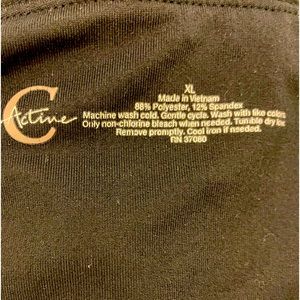 C Active
XL
Made in Vietnam
88% Polyester, 12% Spandex
Machine wash cold. Gentle cycle. Wash with like colors
Only non-chlorine bleach when needed. Tumble dry low
Remove promptly. Cool iron if needed.
RN 37080